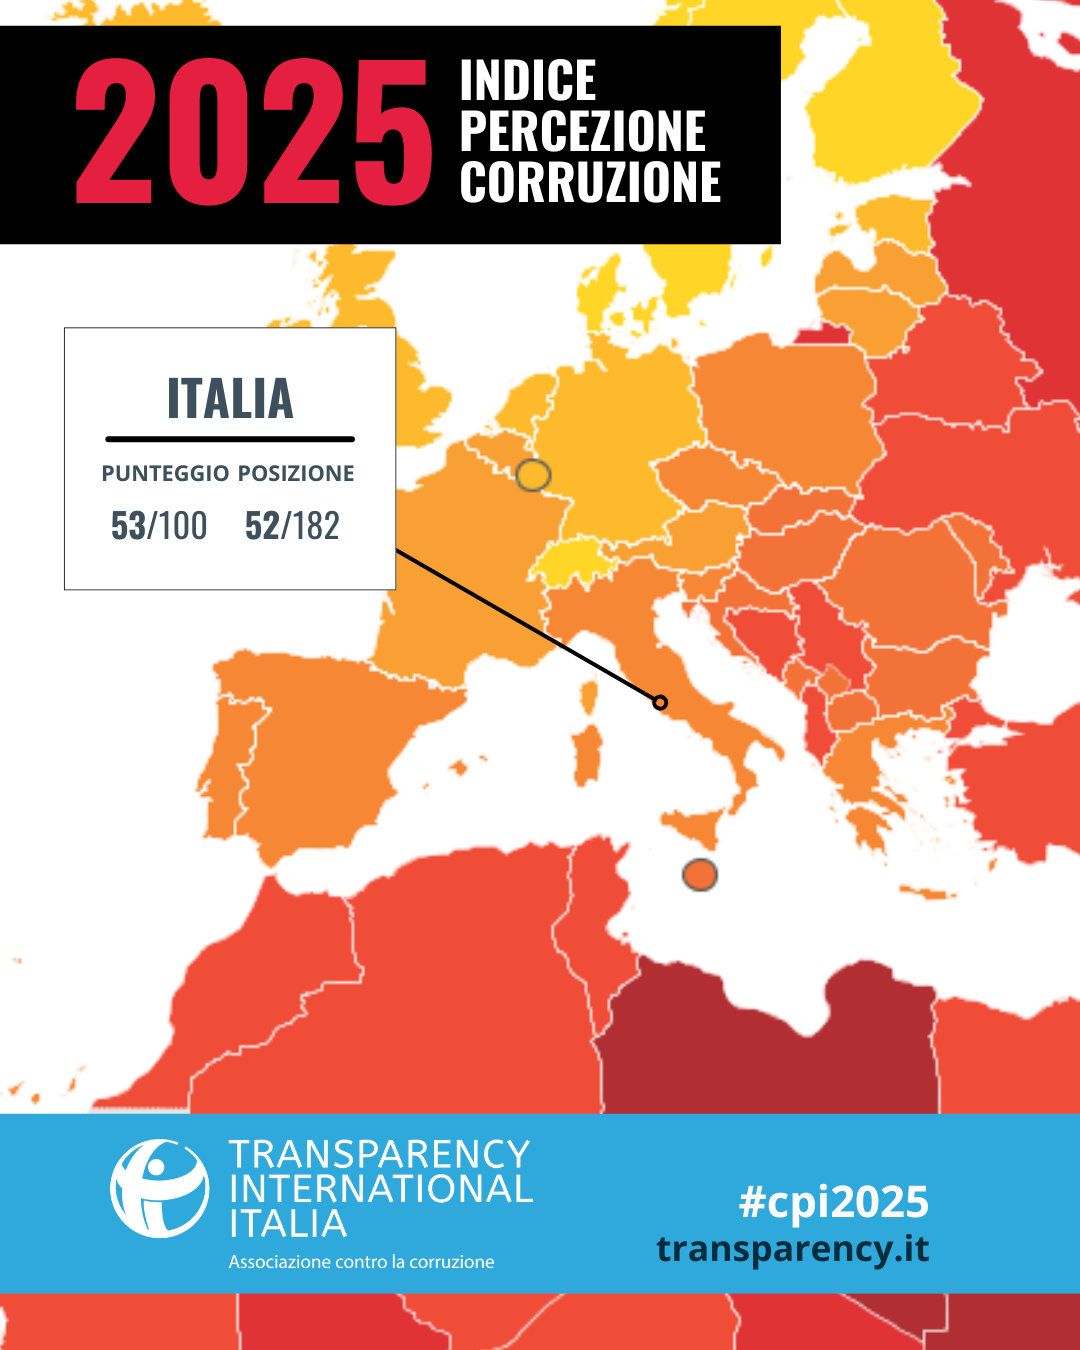 2025
INDICE
PERCEZIONE
CORRUZIONE
ITALIA
PUNTEGGIO POSIZIONE
53/100 52/182
TRANSPARENCY
INTERNATIONAL
ITALIA
Associazione contro la corruzione
#cpi2025
transparency.it